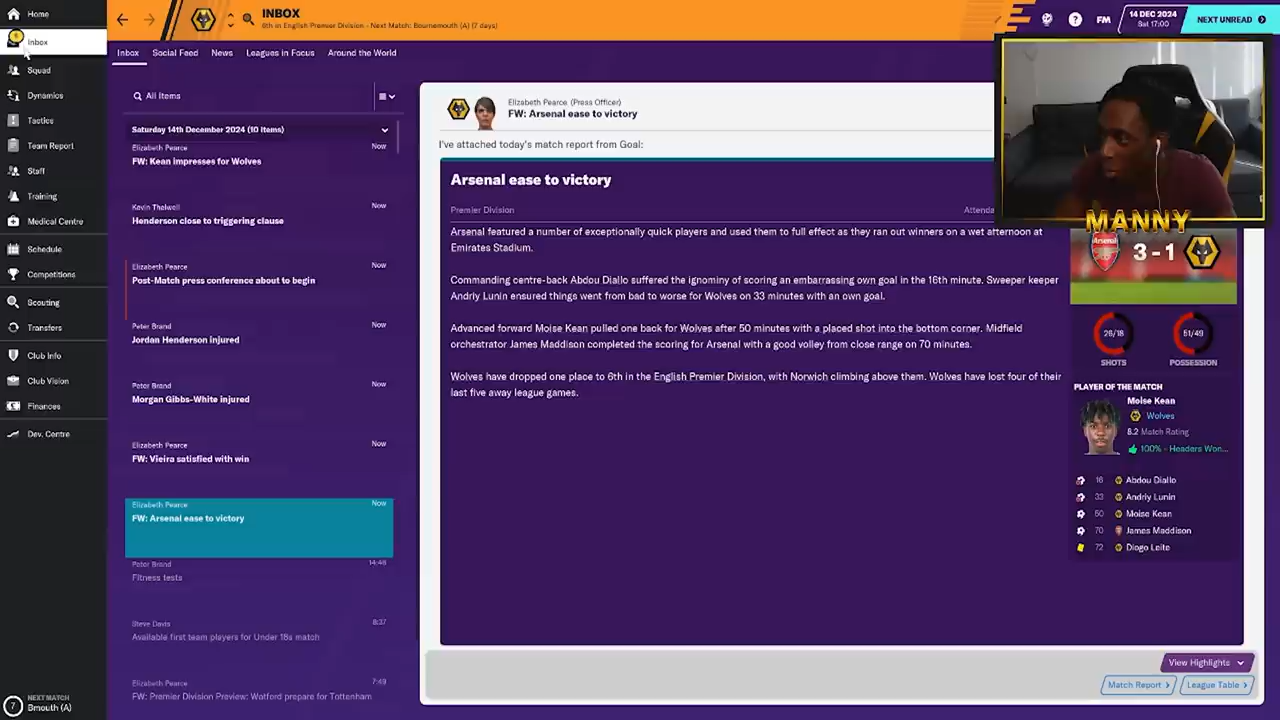 Home
Inbox
Squad
Dynamics
Tactics
Team Report
Staff
Training
Medical Centre
Schedule
Competitions
Scouting
Transfers
Club Info
Club Vision
Finances
Dev. Centre
NEXT MATCH
B'mouth (A)
INBOX
6th in English Premier Division - Next Match: Bournemouth (A) (7 days)
FM
14 DEC 2024
Sat 17:00
NEXT UNREAD
Inbox
Social Feed
News
Leagues in Focus
Around the World
All Items
Saturday 14th December 2024 (10 items)
Elizabeth Pearce
Now
FW: Kean impresses for Wolves
Kevin Thelwell
Now
Henderson close to triggering clause
Elizabeth Pearce
Now
Post-Match press conference about to begin
Peter Brand
Now
Jordan Henderson injured
Peter Brand
Now
Morgan Gibbs-White injured
Elizabeth Pearce
Now
FW: Vieira satisfied with win
Elizabeth Pearce
Now
FW: Arsenal ease to victory
Peter Brand
14:48
Fitness tests
Steve Davis
8:37
Available first team players for Under 18s match
Elizabeth Pearce
7:49
FW: Premier Division Preview: Watford prepare for Tottenham
Elizabeth Pearce (Press Officer)
FW: Arsenal ease to victory
I've attached today's match report from Goal:
Arsenal ease to victory
Premier Division
Attenda
Arsenal featured a number of exceptionally quick players and used them to full effect as they ran out winners on a wet afternoon at
Emirates Stadium.
Commanding centre-back Abdou Diallo suffered the ignominy of scoring an embarrassing own goal in the 16th minute. Sweeper keeper
Andriy Lunin ensured things went from bad to worse for Wolves on 33 minutes with an own goal.
Advanced forward Moise Kean pulled one back for Wolves after 50 minutes with a placed shot into the bottom corner. Midfield
orchestrator James Maddison completed the scoring for Arsenal with a good volley from close range on 70 minutes.
Wolves have dropped one place to 6th in the English Premier Division, with Norwich climbing above them. Wolves have lost four of their
last five away league games.
MANNY
Arsenal
3 - 1
26/18
SHOTS
51/49
POSSESSION
PLAYER OF THE MATCH
Moise Kean
Wolves
8.2 Match Rating
100% - Headers Won...
16 Abdou Diallo
33 Andriy Lunin
50 Moise Kean
70 James Maddison
72 Diogo Leite
View Highlights
Match Report
League Table